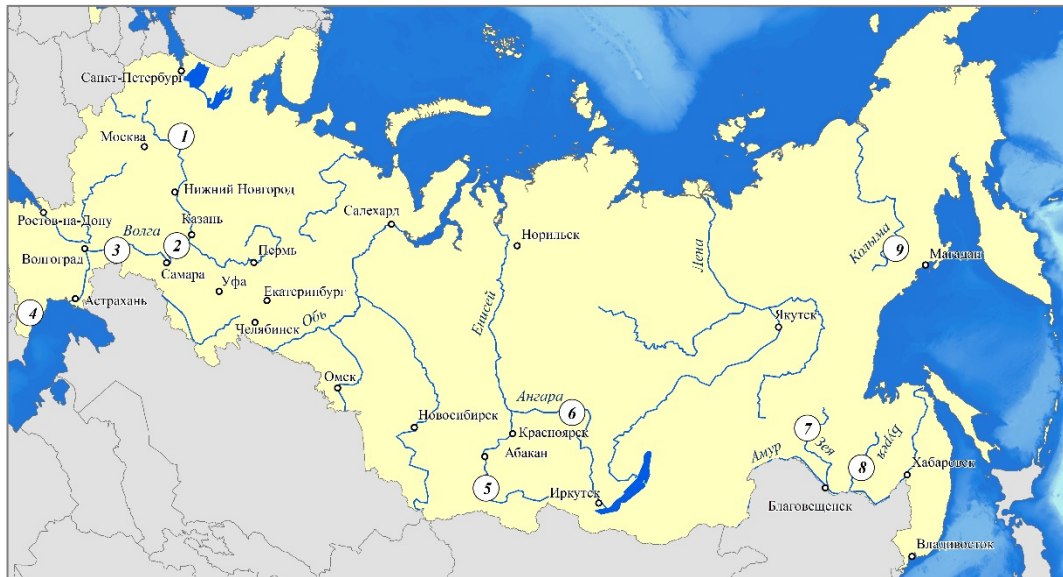 Санкт-Петербург
Москва
1
Нижний Новгород
Казань
Ростов-на-Дону
Волга
2
3
Волгоград
Самара
Пермь
Уфа
Астрахань
Екатеринбург
4
Челябинск
Обь
Салехард
Норильск
Енисей
Лена
Колыма
9
Магадан
Якутск
Омск
Новосибирск
Ангара
6
Красноярск
Абакан
5
Иркутск
7
Зея
Амур
8
Бурея
Хабаровск
Благовещенск
Владивосток